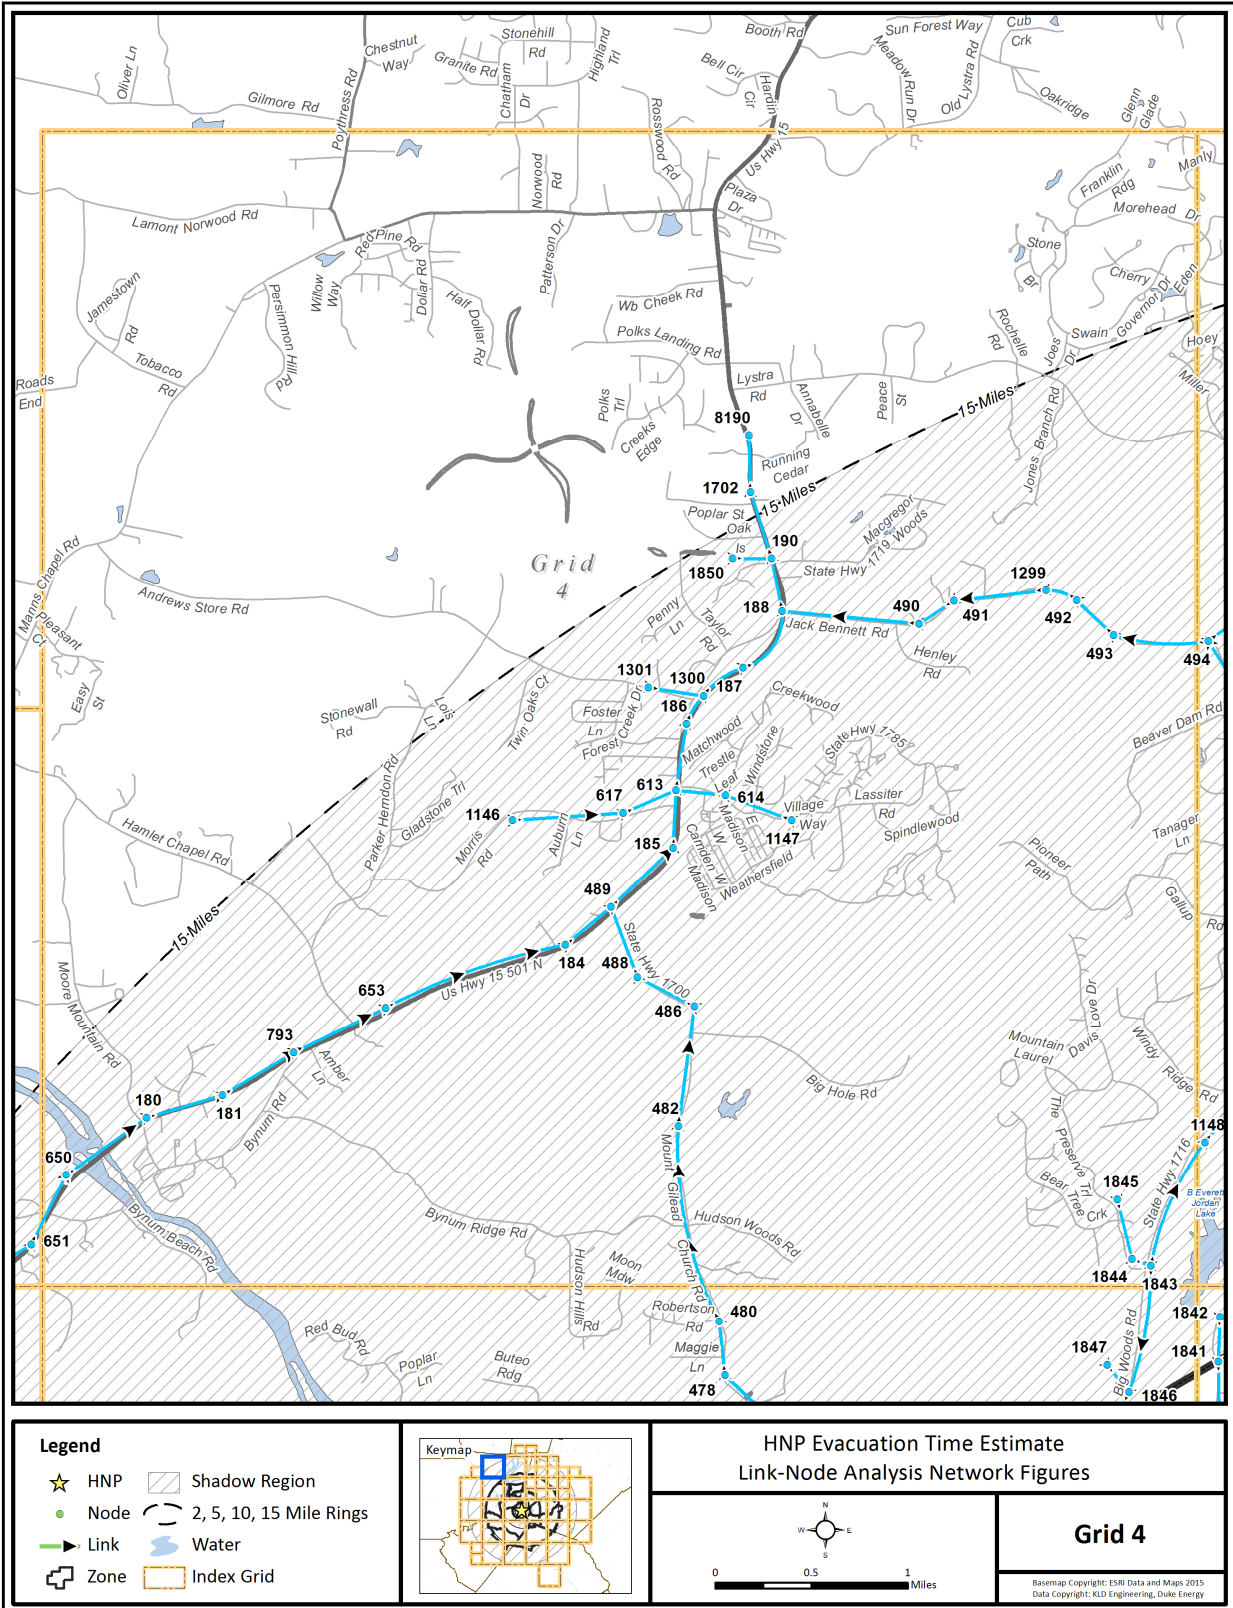 Oliver Ln
Gilmore Rd
Poythress Rd
Chestnut
Way
Granite Rd
Stonehill
Rd
Chatham
Dr
Highland
Trl
Rosswood
Rd
Norwood
Rd
Bell Cir
Hardin
Cir
Booth Rd
Us Hwy 15
Meadow Run Dr
Sun Forest Way
Old Lystra Rd
Cub
Crk
Oakridge
Glenn
Glade
Manly
Franklin
Rdg
Morehead Dr
Plaza
Dr
Lamont Norwood Rd
Red Pine Rd
Patterson Dr
Stone
Br
Cherry
Governor Dr
Eden
Jamestown
Rd
Persimmon Hill
Rd
Willow
Way
Dollar Rd
Half Dollar Rd
Wb Cheek Rd
Polks Landing Rd
Rochelle
Rd
Joes
Dr
Swain
Hoey
Miller
Tobacco
Rd
Roads
End
Lystra
Rd
Annabelle
Dr
Peace
St
15 Miles
Jones Branch Rd
Polks
Trl
Creeks
Edge
8190
Running
Cedar
1702
15 Miles
Poplar St
Oak
Is
Macgregor
1719 Woods
190
1850
State Hwy
Grid
4
Manns Chapel Rd
Pleasant
Ct
Andrews Store Rd
Penny
Ln
Taylor
Rd
188
Jack Bennett Rd
490
491
1299
492
493
494
Henley
Rd
Easy
St
Stonewall
Rd
Lois
Ln
Twin Oaks Ct
1301
1300
187
186
Foster
Ln
Forest Creek Dr
Creekwood
Matchwood
Trestle
Leaf
Windstone
State Hwy 1785
Beaver Dam Rd
Parker Herndon Rd
Gladstone Trl
Hamlet Chapel Rd
1146
Morris
Rd
Auburn
Ln
617
613
614
Village
Way
1147
Lassiter
Rd
Spindlewood
185
Camden W
Madison
W
Madison
E
Weathersfield
Tanager
Ln
Pioneer
Path
Gallup
Rd
15 Miles
489
184
488
State Hwy 1700
Us Hwy 15 501 N
486
653
793
Moore
Mountain Rd
Amber
Ln
180
181
Bynum Rd
Big Hole Rd
Davis
Love Dr
Mountain
Laurel
Windy
Ridge Rd
482
Mount Gilead
Church Rd
The Preserve Trl
1148
650
651
Bynum Beach Rd
Bynum Ridge Rd
Hudson Woods Rd
Bear Tree
Crk
1845
State Hwy 1716
B Everett
Jordan
Lake
Hudson Hills
Rd
Moon
Mdw
1844
1843
Robertson
Rd
480
Maggie
Ln
478
Red Bud Rd
Poplar
Ln
Buteo
Rdg
1847
Big Woods Rd
1842
1841
1846
Legend
HNP
Node
Link
Zone
Shadow Region
2, 5, 10, 15 Mile Rings
Water
Index Grid
Keymap
HNP Evacuation Time Estimate
Link-Node Analysis Network Figures
N
W
E
S
0
0.5
1
Miles
Grid 4
Basemap Copyright: ESRI Data and Maps 2015
Data Copyright: KLD Engineering, Duke Energy